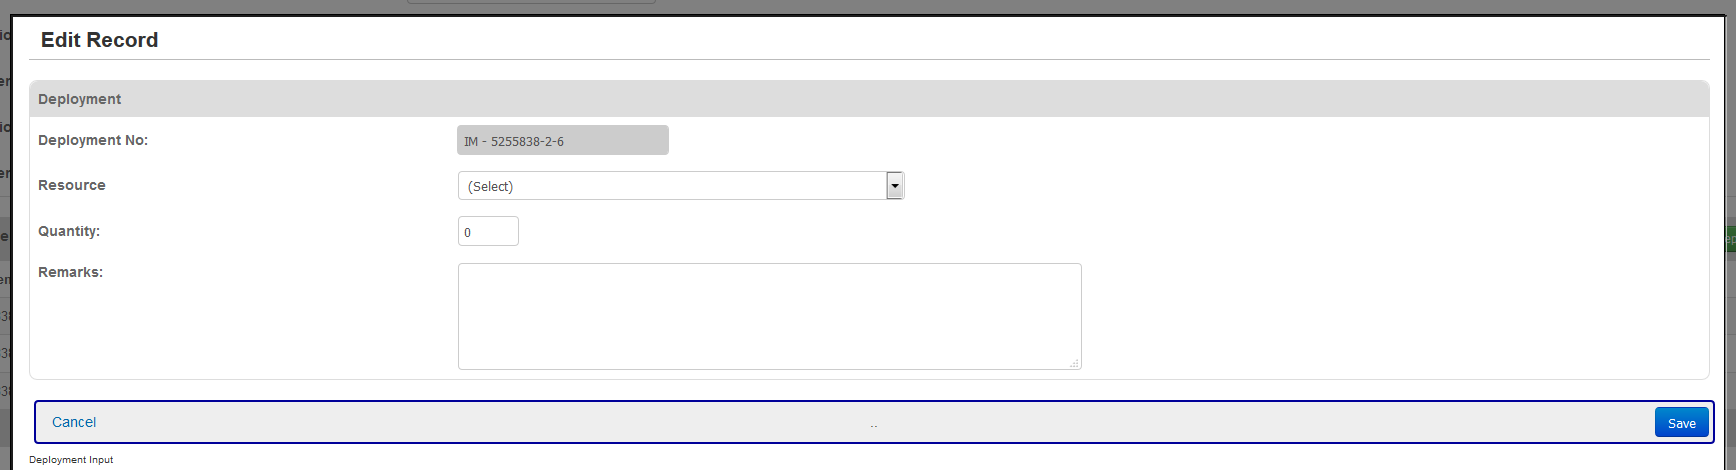 Edit Record
Deployment
Deployment No:
IM - 5255838-2-6
Resource
(Select)
Quantity:
0
Remarks:
Cancel
..
Save
Deployment Input